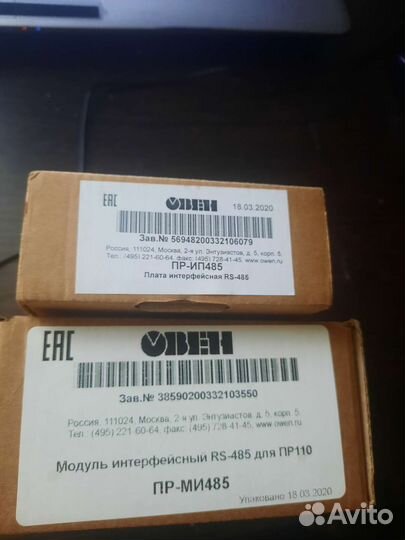 EAC ОВЕН 18.03.2020
Зав.№ 56948200332106079
Россия, 111024, Москва, 2-я ул. Энтузиастов, д. 5, корп. 5.
Тел.: (495) 221-60-64, факс: (495) 728-41-45, www.owen.ru
ПР-ИП485
Плата интерфейсная RS-485
EAC ОВЕН
Зав.№ 38590200332103550
Россия, 111024, Москва, 2-я ул. Энтузиастов, д. 5, корп. 5.
Тел.: (495) 221-60-64, факс: (495) 728-41-45, www.owen.ru
Модуль интерфейсный RS-485 для ПР110
ПР-МИ485
Упаковано 18.03.2020
Avito